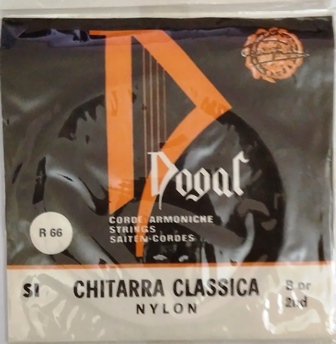 Dogal
CORDE-ARMONICHE
STRINGS
SAITEN-CORDES
R 66
SI CHITARRA CLASSICA B or
NYLON 2nd